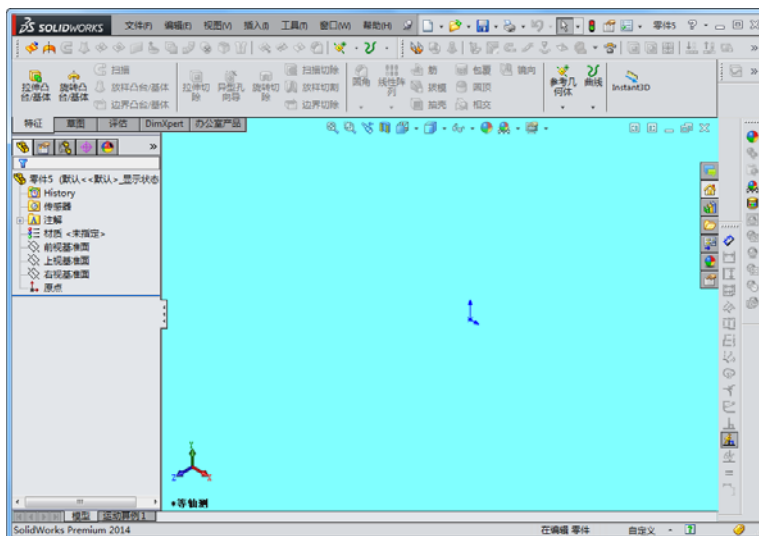 SOLIDWORKS 文件(F) 编辑(E) 视图(V) 插入(I) 工具(T) 窗口(W) 帮助(H) 零件5
拉伸凸台/基体 旋转凸台/基体 扫描 放样凸台/基体 边界凸台/基体 拉伸切除 异型孔向导 旋转切除 扫描切除 放样切割 边界切除 圆角 线性阵列 筋 拔模 抽壳 包覆 圆顶 相交 镜向 参考几何体 曲线 Instant3D
特征 草图 评估 DimXpert 办公室产品
零件5 (默认<<默认>_显示状态
History
传感器
注解
材质 <未指定>
前视基准面
上视基准面
右视基准面
原点
Y
Z
X
*等轴测
模型 运动算例1
SolidWorks Premium 2014 在编辑 零件 自定义